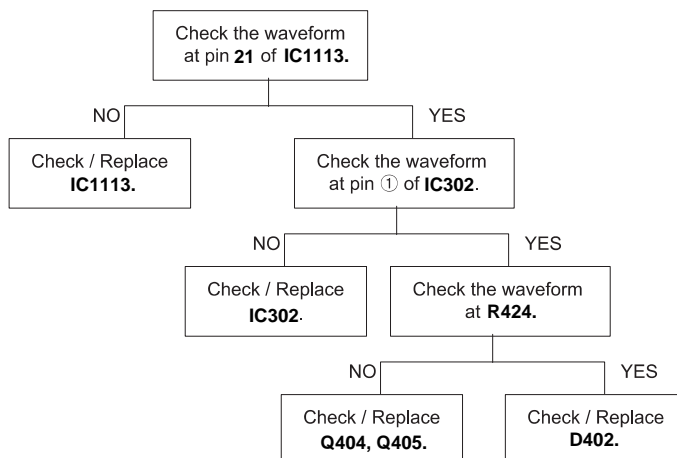 Check the waveform
at pin 21 of IC1113.
NO
YES
Check / Replace
IC1113.
Check the waveform
at pin ① of IC302.
NO
YES
Check / Replace
IC302.
Check the waveform
at R424.
NO
YES
Check / Replace
Q404, Q405.
Check / Replace
D402.